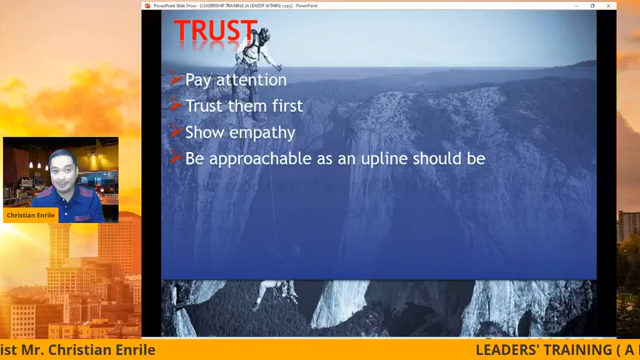 PowerPoint Slide Show - [LEADERSHIP TRAINING (A LEADER WITHIN) copy] - PowerPoint
TRUST
Pay attention
Trust them first
Show empathy
Be approachable as an upline should be
Christian Enrile
ist Mr. Christian Enrile
LEADERS' TRAINING ( A